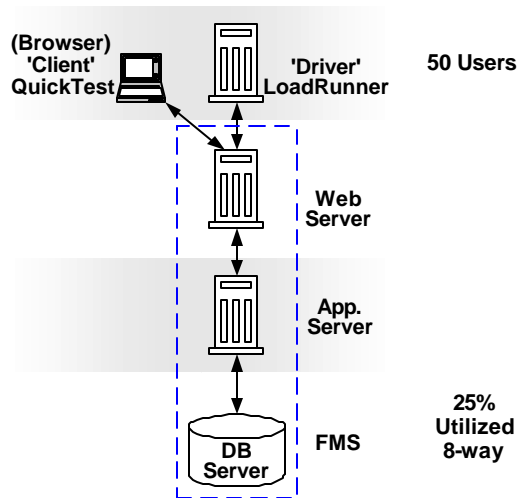 (Browser)
'Client'
QuickTest
'Driver'
LoadRunner
50 Users
Web
Server
App.
Server
DB
Server
FMS
25%
Utilized
8-way